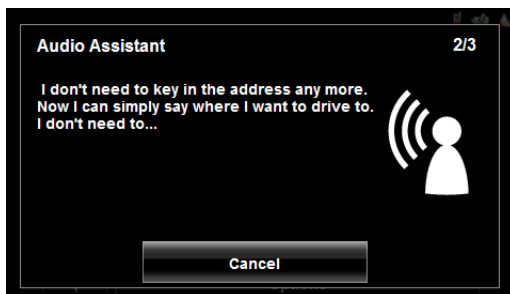 Audio Assistant 2/3
I don't need to key in the address any more.
Now I can simply say where I want to drive to.
I don't need to...
Cancel